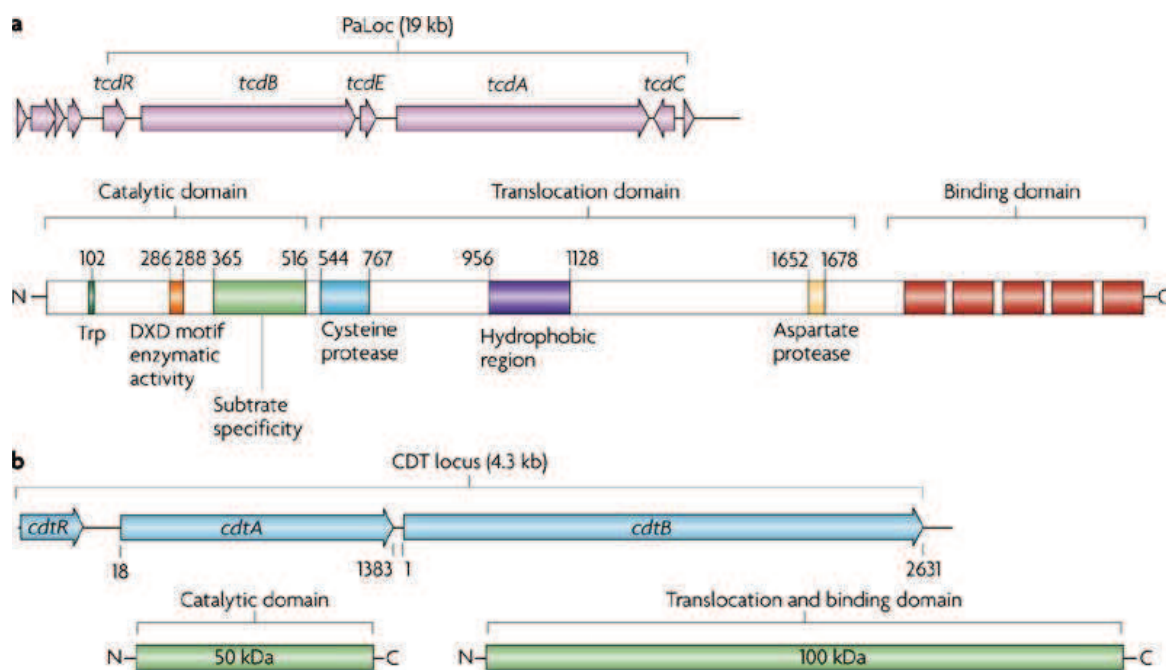 a
PaLoc (19 kb)
tcdR tcdB tcdE tcdA tcdC
Catalytic domain Translocation domain Binding domain
102 286 288 365 516 544 767 956 1128 1652 1678
N C
Trp DXD motif
enzymatic
activity
Subtrate
specificity
Cysteine
protease
Hydrophobic
region
Aspartate
protease
b
CDT locus (4.3 kb)
cdtR cdtA cdtB
18 1383 1 2631
Catalytic domain Translocation and binding domain
N 50 kDa C N 100 kDa C